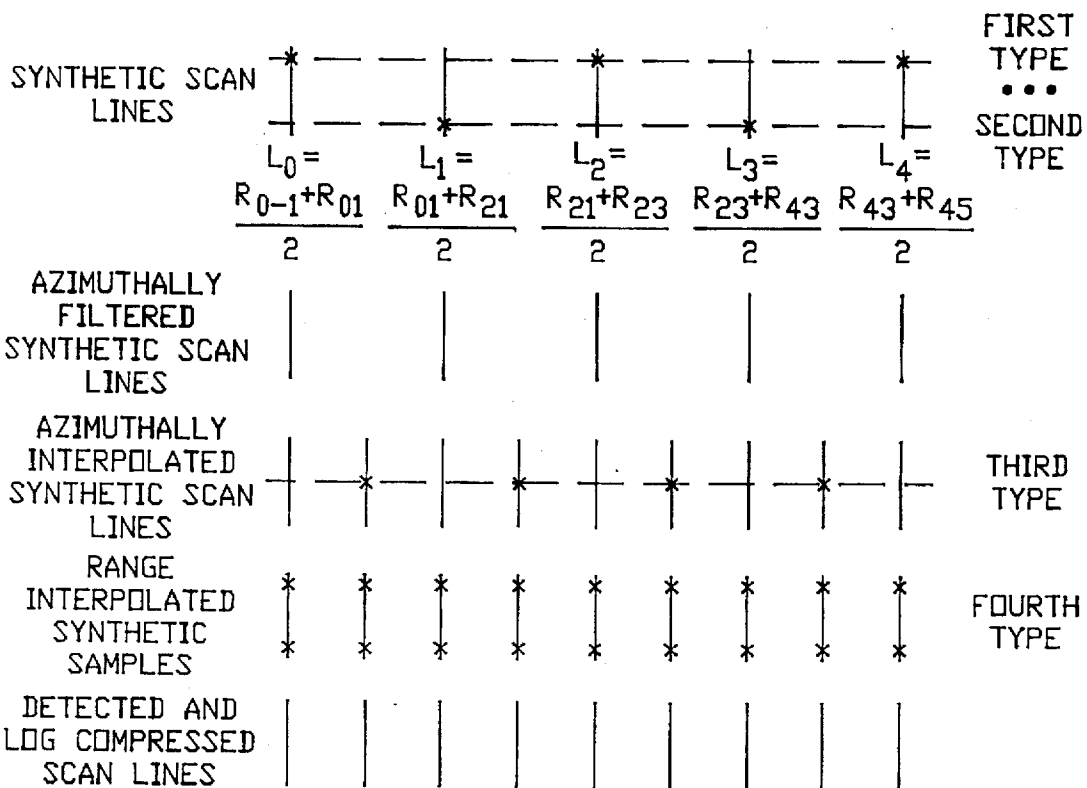 FIRST
TYPE
• • •
SECOND
TYPE
SYNTHETIC SCAN
LINES
L0= L1= L2= L3= L4=
R0-1+R01 R01+R21 R21+R23 R23+R43 R43+R45
2 2 2 2 2
AZIMUTHALLY
FILTERED
SYNTHETIC SCAN
LINES
AZIMUTHALLY
INTERPOLATED
SYNTHETIC SCAN
LINES
THIRD
TYPE
RANGE
INTERPOLATED
SYNTHETIC
SAMPLES
FOURTH
TYPE
DETECTED AND
LOG COMPRESSED
SCAN LINES